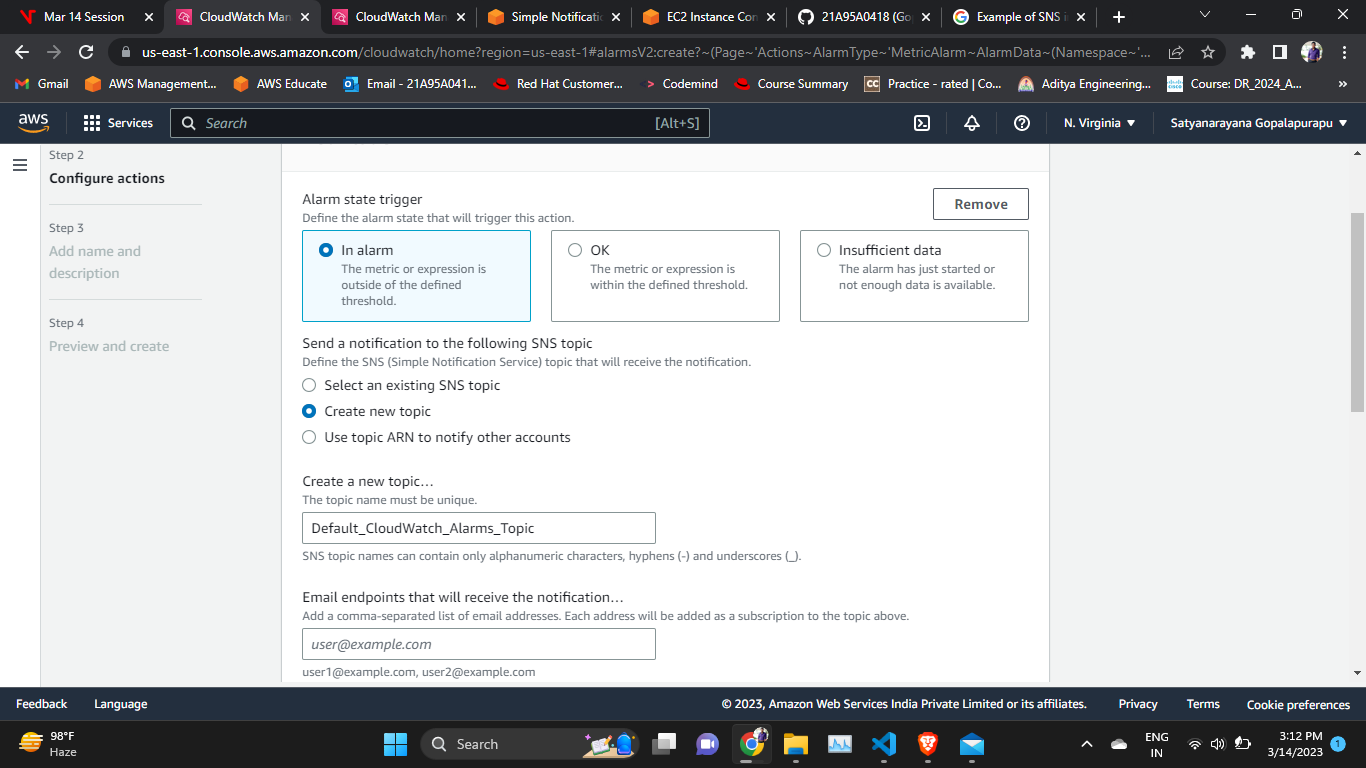 Mar 14 Session
CloudWatch Man
CloudWatch Man
Simple Notificatio
EC2 Instance Con
21A95A0418 (Go
Example of SNS i
us-east-1.console.aws.amazon.com/cloudwatch/home?region=us-east-1#alarmsV2:create?~(Page~'Actions~AlarmType~'MetricAlarm~AlarmData~(Namespace~'...
Gmail
AWS Management...
AWS Educate
Email - 21A95A041...
Red Hat Customer...
Codemind
Course Summary
CC
Practice - rated | Co...
Aditya Engineering...
Course: DR_2024_A...
aws
Services
Search
[Alt+S]
N. Virginia
Satyanarayana Gopalapurapu
Step 2
Configure actions
Step 3
Add name and
description
Step 4
Preview and create
Alarm state trigger
Define the alarm state that will trigger this action.
Remove
In alarm
The metric or expression is
outside of the defined
threshold.
OK
The metric or expression is
within the defined threshold.
Insufficient data
The alarm has just started or
not enough data is available.
Send a notification to the following SNS topic
Define the SNS (Simple Notification Service) topic that will receive the notification.
Select an existing SNS topic
Create new topic
Use topic ARN to notify other accounts
Create a new topic…
The topic name must be unique.
Default_CloudWatch_Alarms_Topic
SNS topic names can contain only alphanumeric characters, hyphens (-) and underscores (_).
Email endpoints that will receive the notification…
Add a comma-separated list of email addresses. Each address will be added as a subscription to the topic above.
user@example.com
user1@example.com, user2@example.com
Feedback
Language
© 2023, Amazon Web Services India Private Limited or its affiliates.
Privacy
Terms
Cookie preferences
98°F
Haze
Search
ENG
IN
3:12 PM
3/14/2023
1